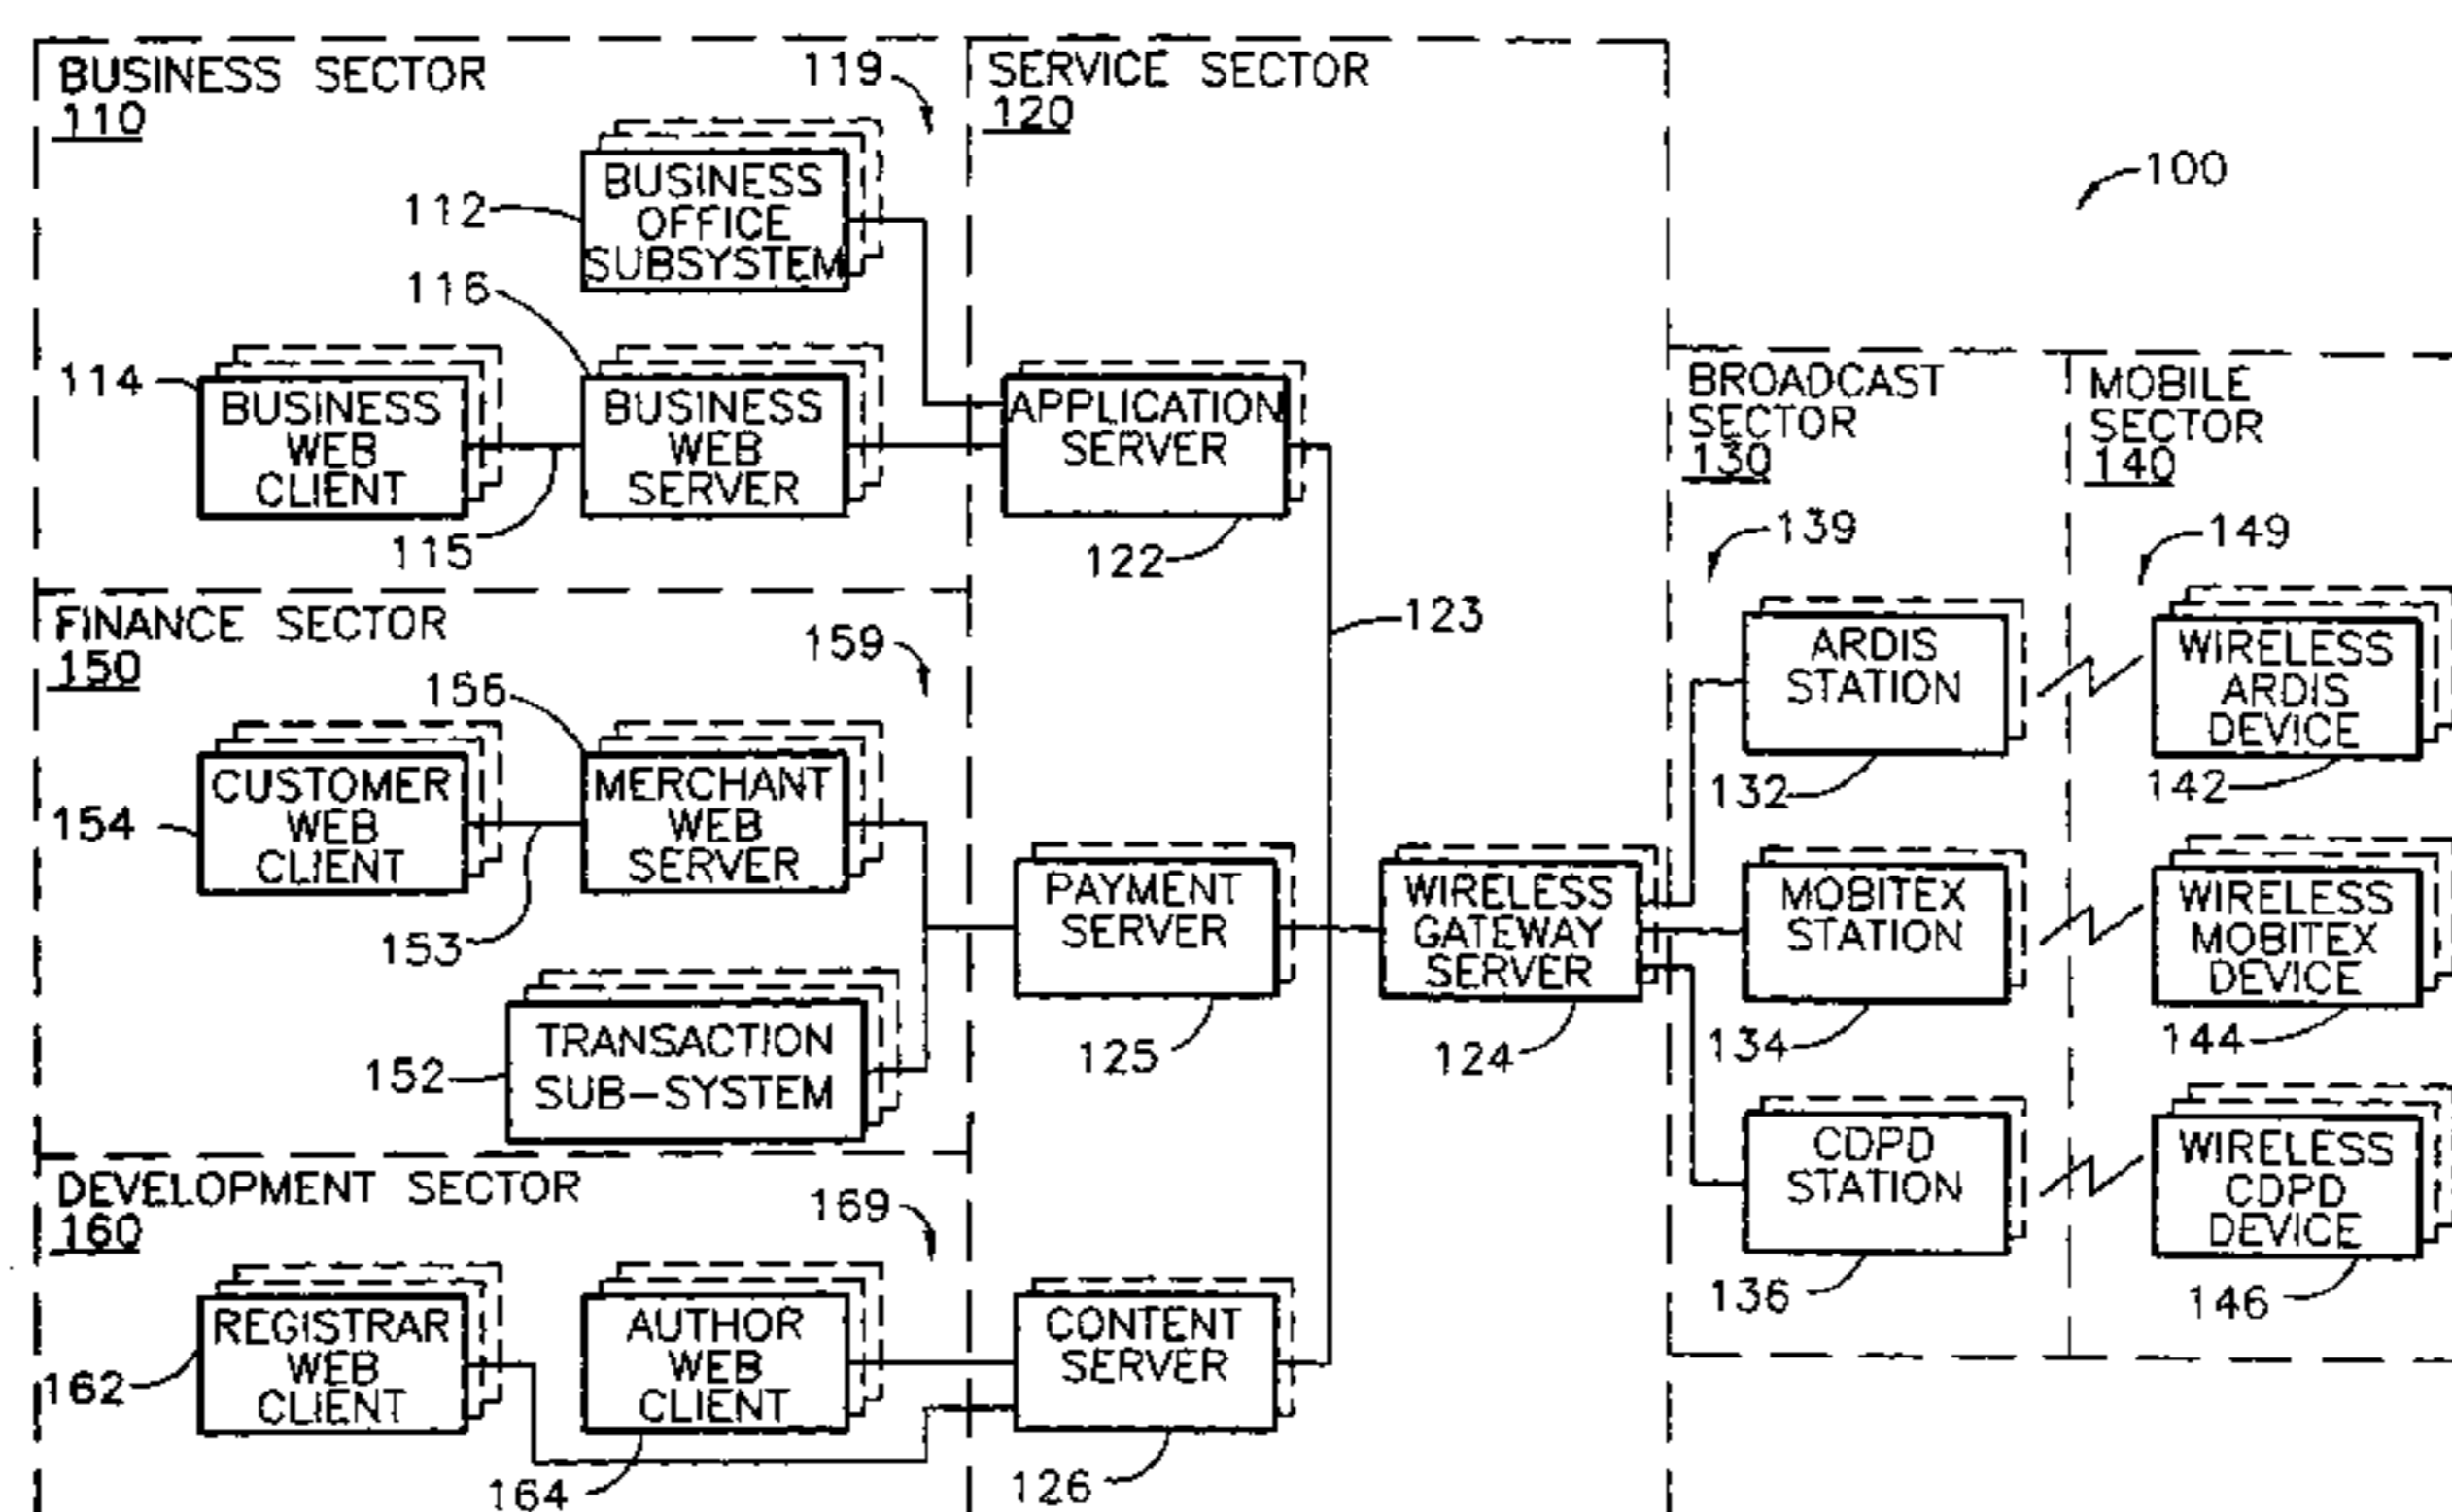 BUSINESS SECTOR
110
119
SERVICE SECTOR
120
100
112
BUSINESS
OFFICE
SUBSYSTEM
116
114
BUSINESS
WEB
CLIENT
115
BUSINESS
WEB
SERVER
APPLICATION
SERVER
122
123
BROADCAST
SECTOR
130
MOBILE
SECTOR
140
139
149
FINANCE SECTOR
150
159
156
154
CUSTOMER
WEB
CLIENT
153
MERCHANT
WEB
SERVER
152
TRANSACTION
SUB-SYSTEM
PAYMENT
SERVER
125
WIRELESS
GATEWAY
SERVER
124
ARDIS
STATION
132
WIRELESS
ARDIS
DEVICE
142
MOBITEX
STATION
134
WIRELESS
MOBITEX
DEVICE
144
CDPD
STATION
136
WIRELESS
CDPD
DEVICE
146
DEVELOPMENT SECTOR
160
169
162
REGISTRAR
WEB
CLIENT
AUTHOR
WEB
CLIENT
164
CONTENT
SERVER
126